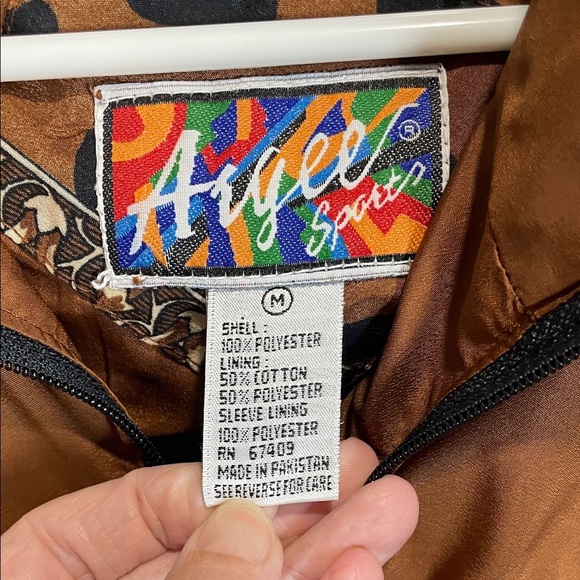 Argee ®
Sports
M
SHELL :
100% POLYESTER
LINING :
50% COTTON
50% POLYESTER
SLEEVE LINING
100% POLYESTER
RN 67409
MADE IN PAKISTAN
SEE REVERSE FOR CARE